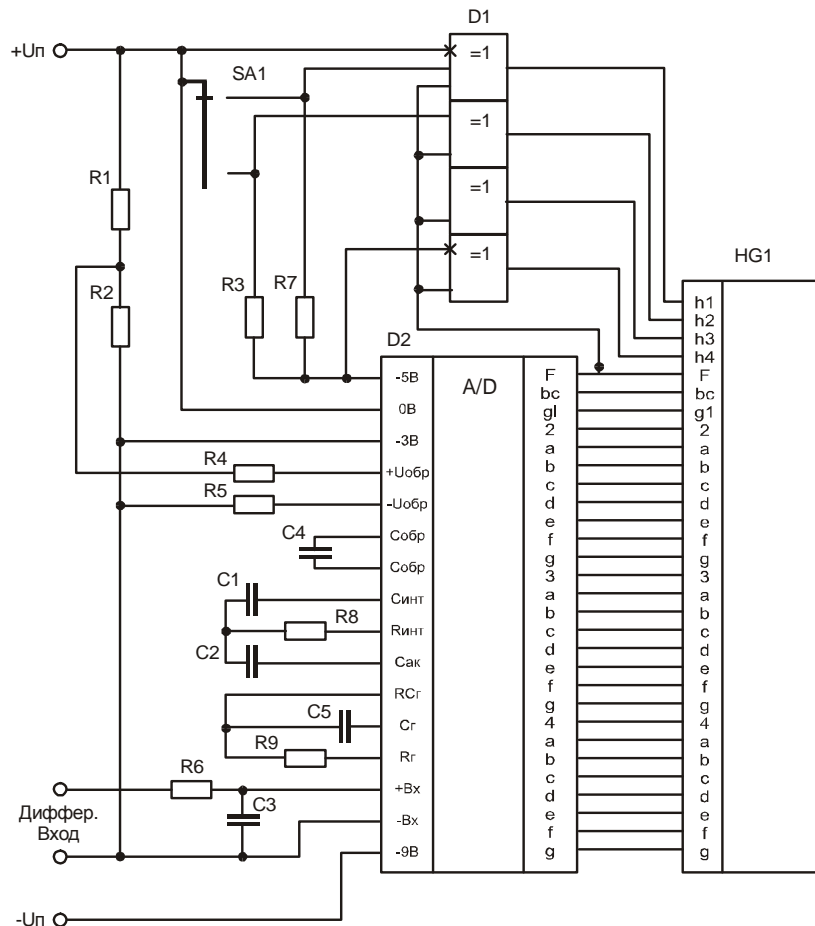 D1
+Uп
=1
SA1
=1
R1
=1
=1
HG1
R3
R7
R2
h1
h2
h3
h4
D2
-5В
A/D
F
F
bc
bc
0В
gl
g1
2
2
-3В
a
a
R4
+Uобр
b
b
c
c
R5
-Uобр
d
d
e
e
C4
Cобр
f
f
g
g
Cобр
3
3
C1
Cинт
a
a
b
b
R8
Rинт
c
c
d
d
C2
Cак
e
e
f
f
RCг
g
g
C5
Cг
4
4
a
a
R9
Rг
b
b
c
c
R6
+Вх
d
d
Диффер.
Вход
C3
-Вх
e
e
f
f
-9В
g
g
-Uп